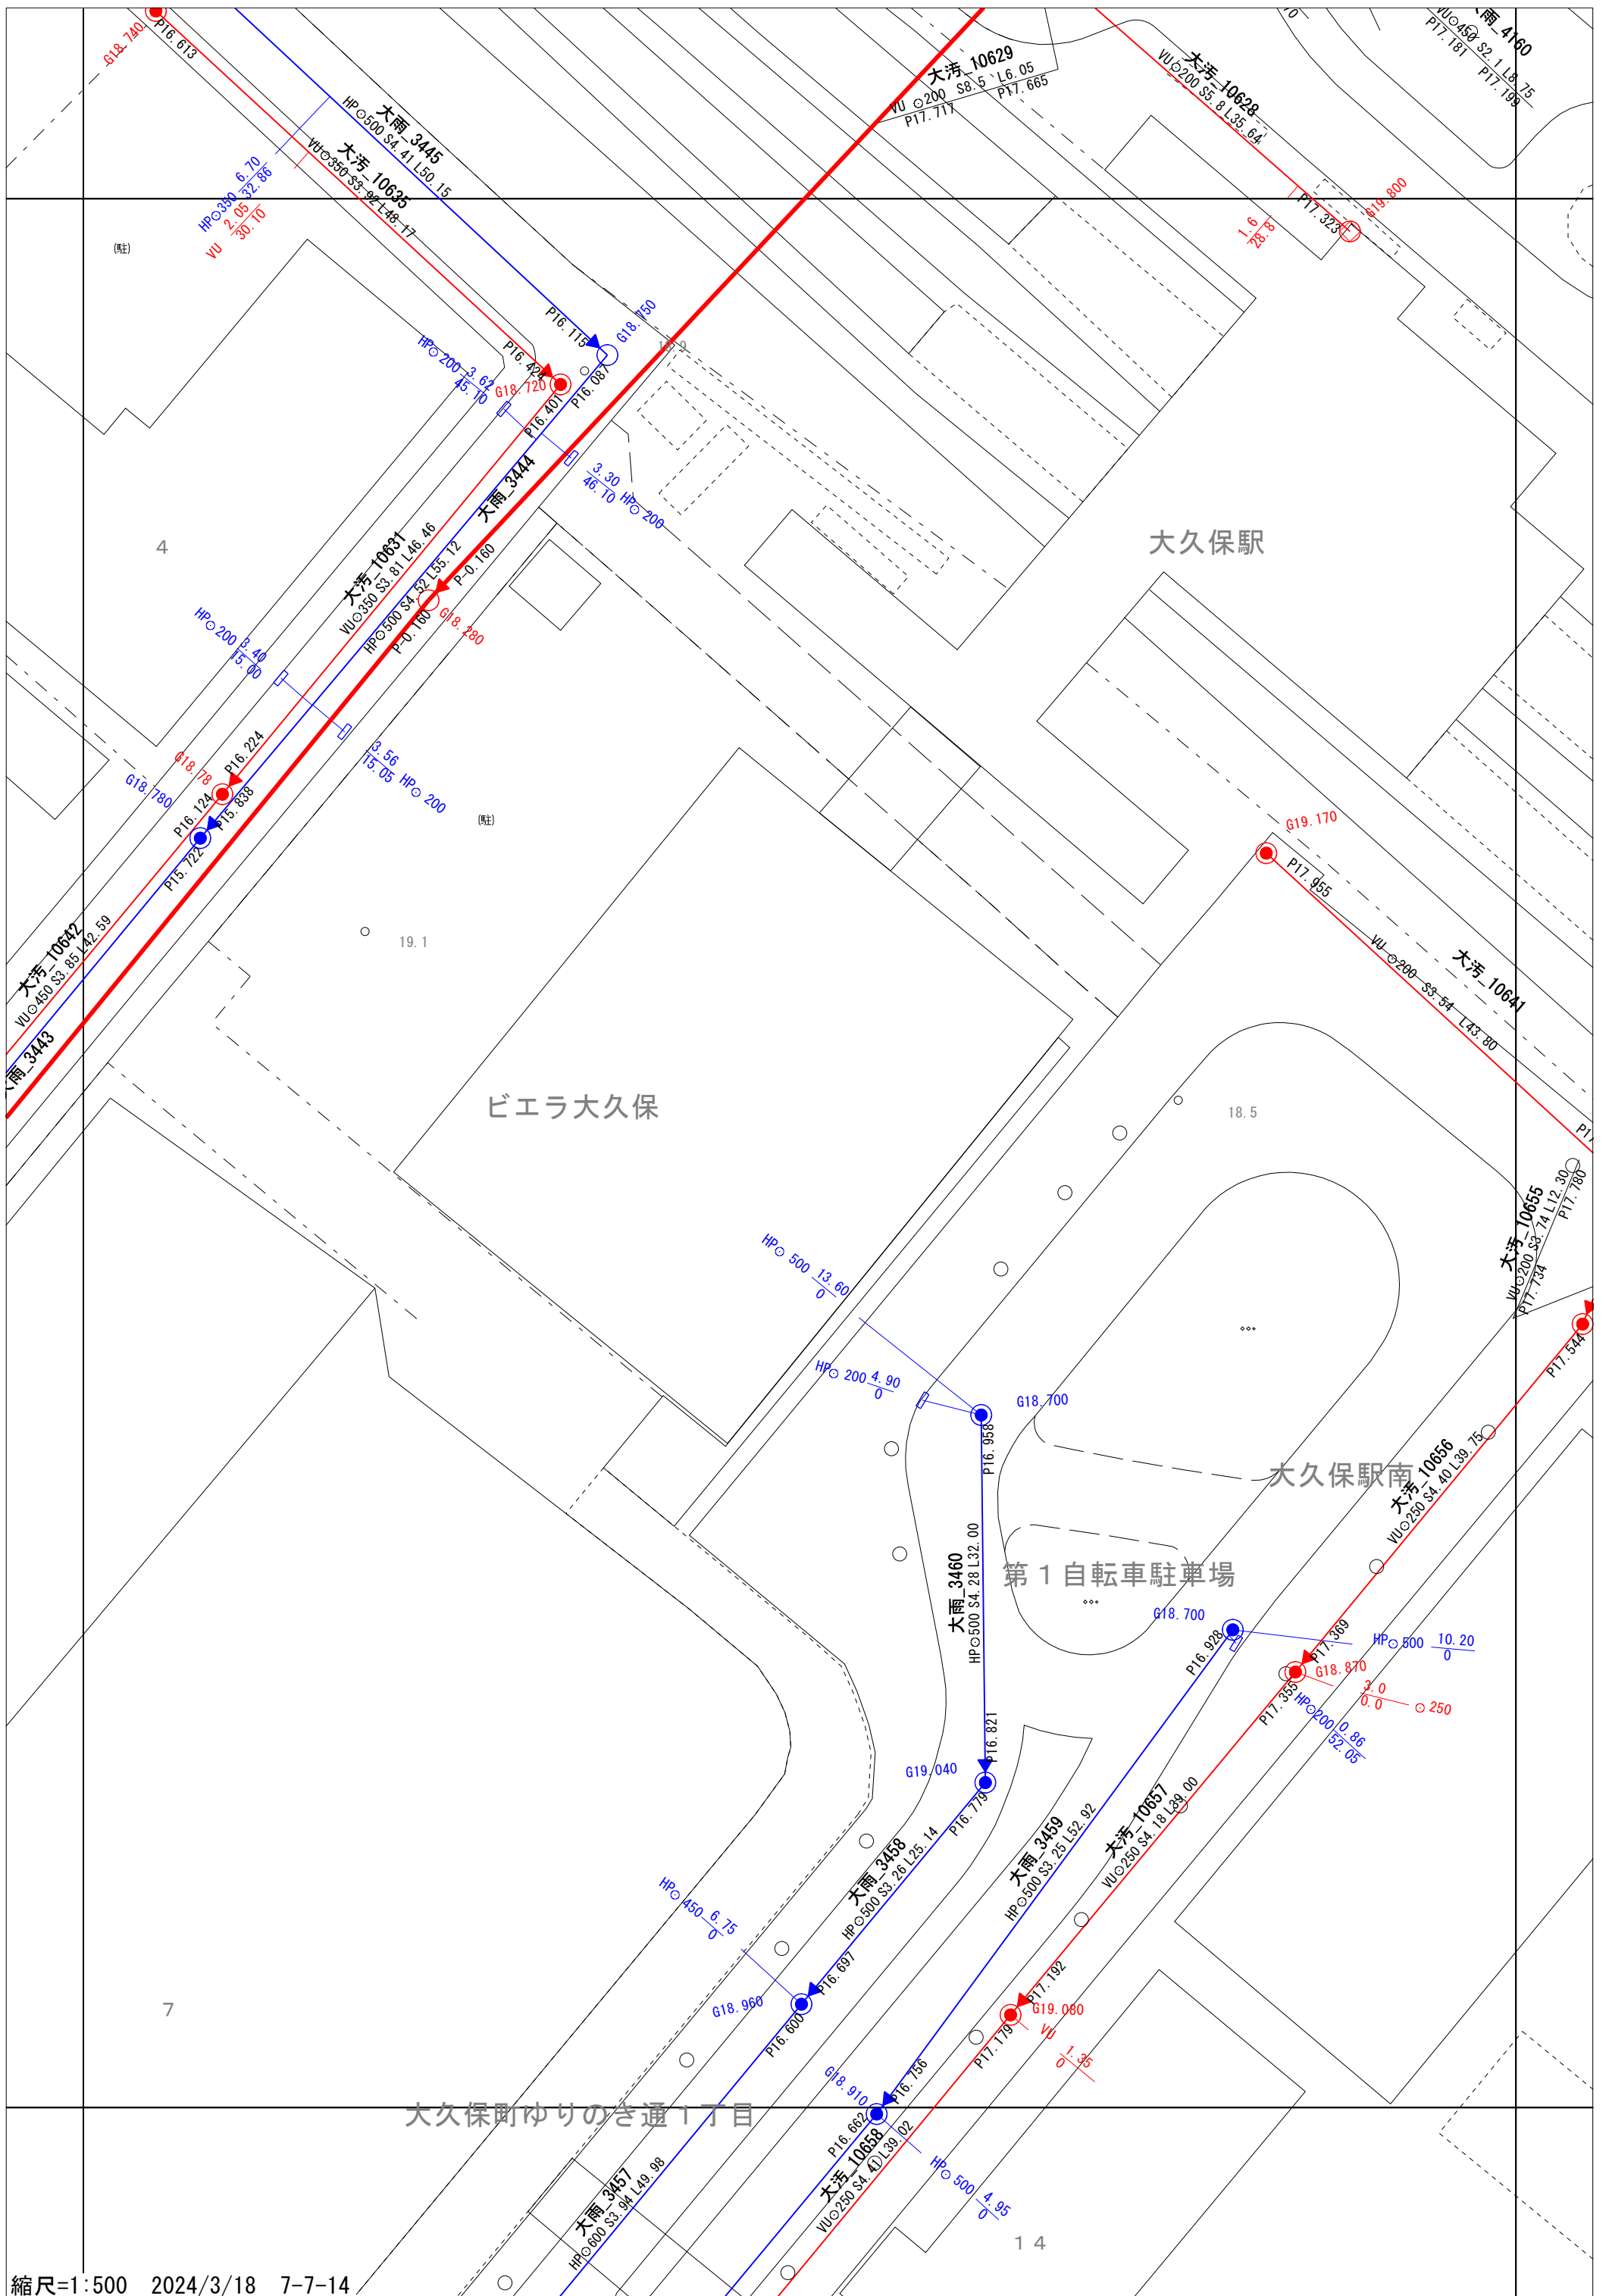 G18.740
P16.613
大雨_3445
HP⊙500 S4.41 L50.15
大汚_10635
VU⊙350 S3.92 L48.17
HP⊙350 6.70
32.86
VU 2.05
30.10
(駐)
大汚_10629
VU ⊙200 S8.5 L6.05
P17.717 P17.665
大汚_10628
VU⊙200 S5.8 L35.64
大雨_4160
VU⊙450 S2.1 L8.75
P17.181 P17.199
P17.323
G19.800
1.6
28.8
P16.115
G18.750
P16.424
G18.720
P16.401
P16.087
HP⊙200 3.62
45.10
3.30 HP⊙200
46.10
大雨_3444
HP⊙500 S4.52 L55.12
大汚_10631
VU⊙350 S3.81 L46.46
P-0.160
P-0.160
G18.280
4
大久保駅
HP⊙200 3.40
15.00
3.56 HP⊙200
15.05
P16.224
G18.78
G18.780
P16.124
P15.838
P15.722
(駐)
19.1
大汚_10642
VU⊙450 S3.85 L42.59
大雨_3443
G19.170
P17.955
VU ⊙200 S3.54 L43.80
大汚_10641
ビエラ大久保
18.5
大汚_10655
VU⊙200 S3.74 L12.30
P17.734 P17.780
P17.544
HP⊙500 13.60
0
HP⊙200 4.90
0
G18.700
P16.958
大久保駅南
大汚_10656
VU⊙250 S4.40 L39.75
大雨_3460
HP⊙500 S4.28 L32.00
第1自転車駐車場
G18.700
P16.928
HP⊙500 10.20
0
P17.369
G18.870
3.0 ⊙250
0.0
P17.355
HP⊙200 0.86
52.05
P16.821
G19.040
P16.779
大雨_3458
HP⊙500 S3.26 L25.14
大雨_3459
HP⊙500 S3.25 L52.92
大汚_10657
VU⊙250 S4.18 L39.00
HP⊙450 6.75
0
P16.697
G18.960
P16.600
7
P17.192
G19.080
P17.179
VU 1.35
0
G18.910
P16.756
P16.662
大久保町ゆりのき通1丁目
大汚_10658
VU⊙250 S4.41 L39.02
HP⊙500 4.95
0
大雨_3457
HP⊙600 S3.94 L49.98
14
縮尺=1:500 2024/3/18 7-7-14